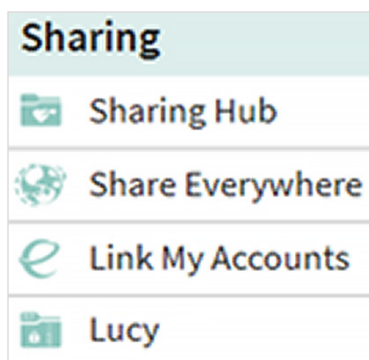 Sharing
Sharing Hub
Share Everywhere
Link My Accounts
Lucy